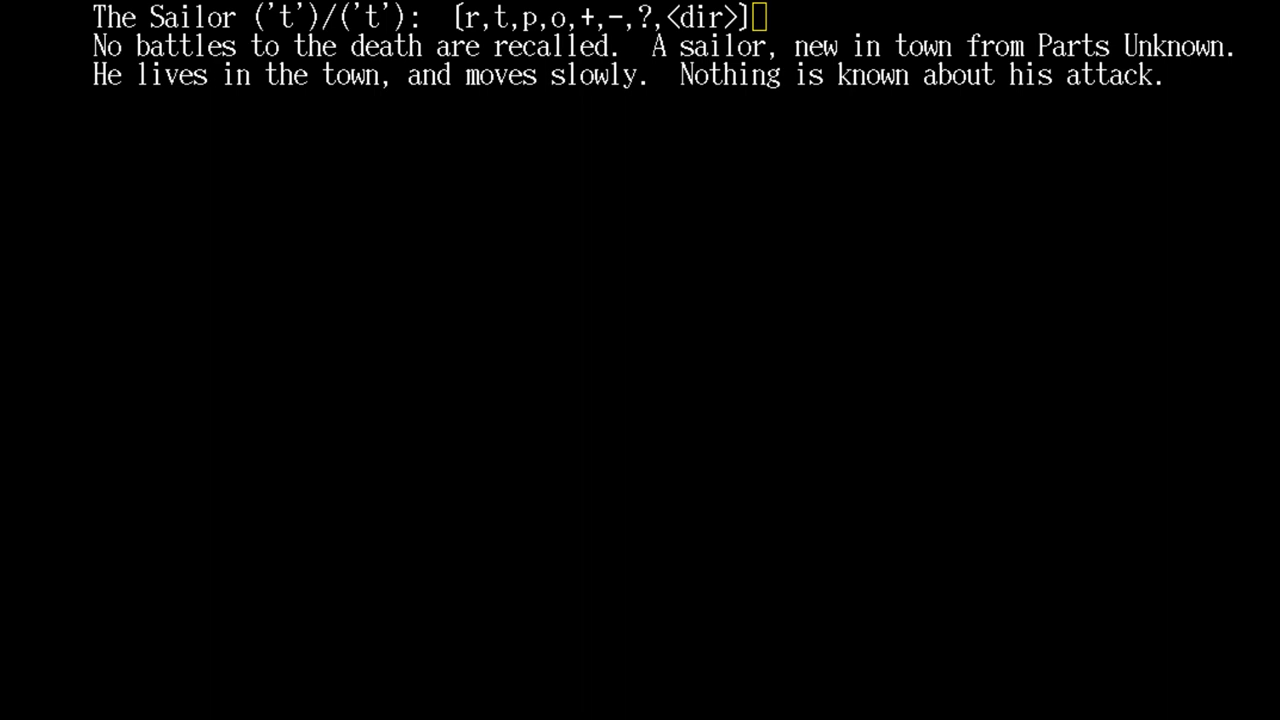 The Sailor ('t')/('t'):  [r,t,p,o,+,-,?,<dir>]
No battles to the death are recalled.  A sailor, new in town from Parts Unknown.
He lives in the town, and moves slowly.  Nothing is known about his attack.